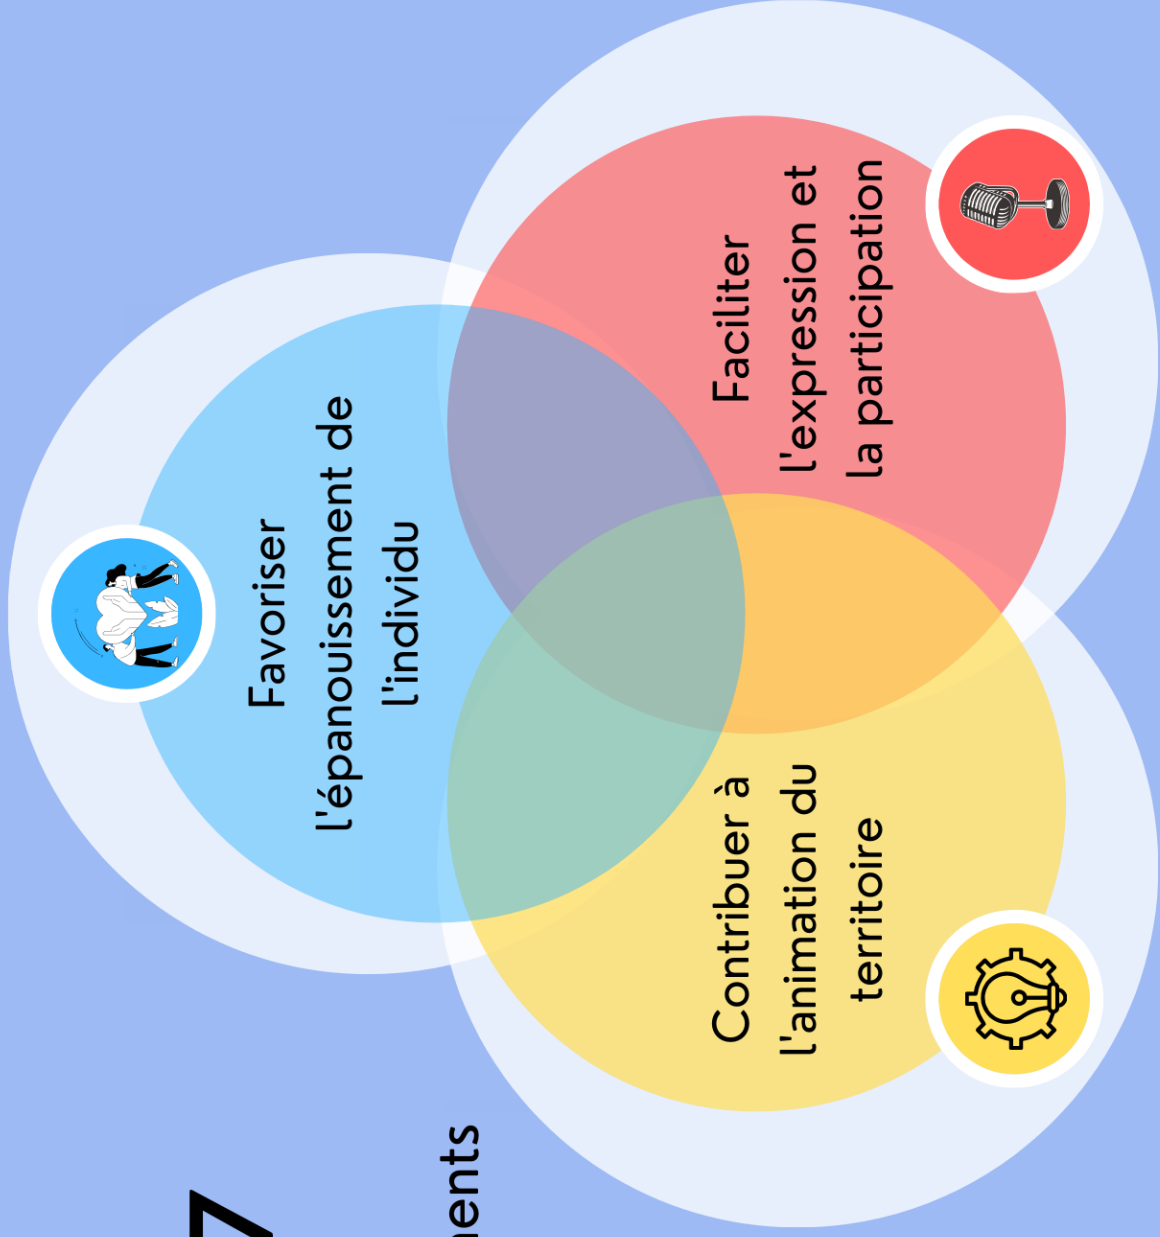 Favoriser
l'épanouissement de
l'individu
Contribuer à
l'animation du
territoire
Faciliter
l'expression et
la participation